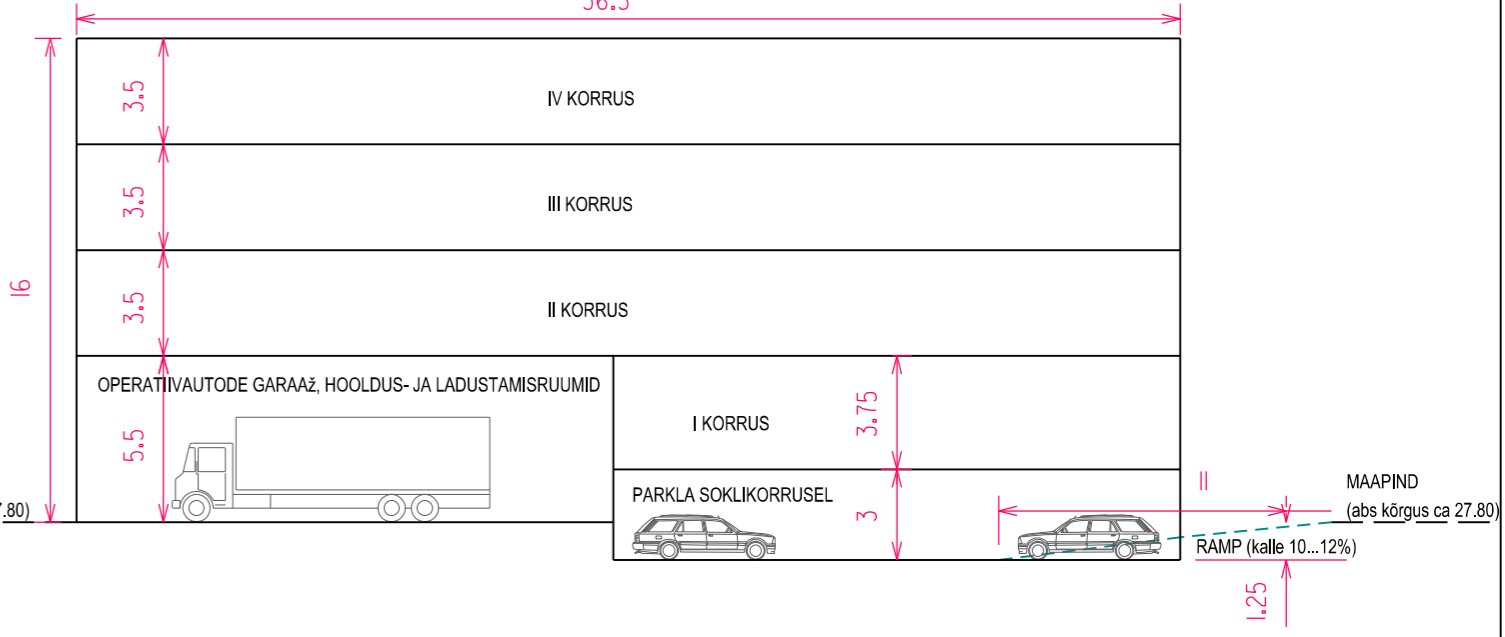 3.5
IV KORRUS
3.5
III KORRUS
16
3.5
II KORRUS
OPERATIIVAUTODE GARAAž, HOOLDUS- JA LADUSTAMISRUUMID
5.5
I KORRUS
3.75
PARKLA SOKLIKORRUSEL
3
11
MAAPIND
(abs kõrgus ca 27.80)
RAMP (kalle 10...12%)
1.25